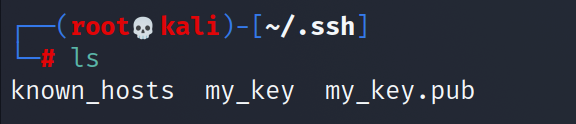 ┌──(root💀kali)-[~/.ssh]
└─# ls
known_hosts  my_key  my_key.pub